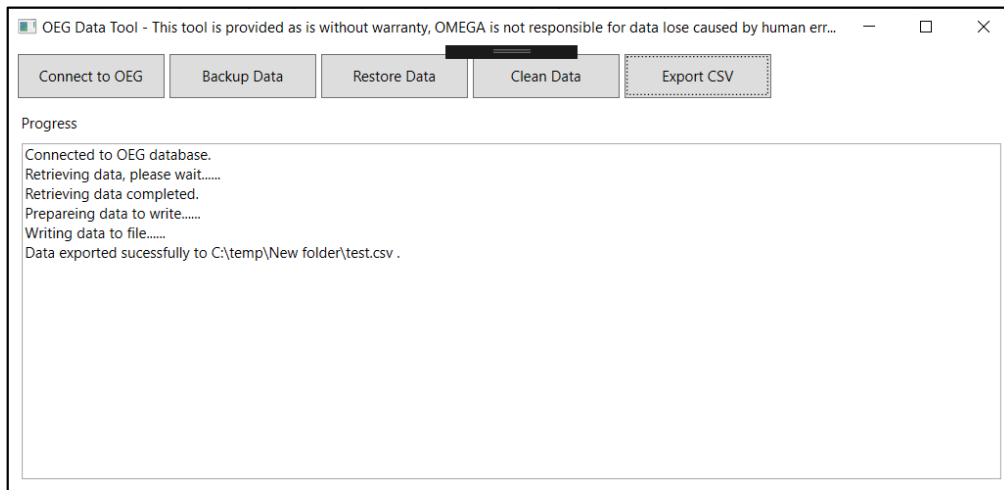 OEG Data Tool - This tool is provided as is without warranty, OMEGA is not responsible for data lose caused by human err...
Connect to OEG Backup Data Restore Data Clean Data Export CSV
Progress
Connected to OEG database.
Retrieving data, please wait......
Retrieving data completed.
Prepareing data to write......
Writing data to file......
Data exported sucessfully to C:\temp\New folder\test.csv .